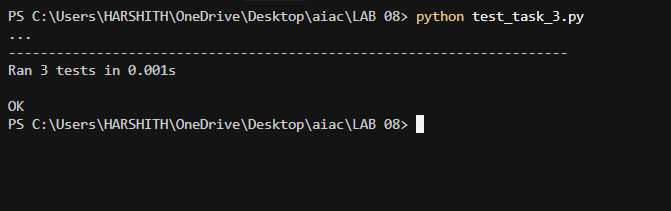 PS C:\Users\HARSHITH\OneDrive\Desktop\aiac\LAB 08> python test_task_3.py
...
----------------------------------------------------------------------
Ran 3 tests in 0.001s
OK
PS C:\Users\HARSHITH\OneDrive\Desktop\aiac\LAB 08>